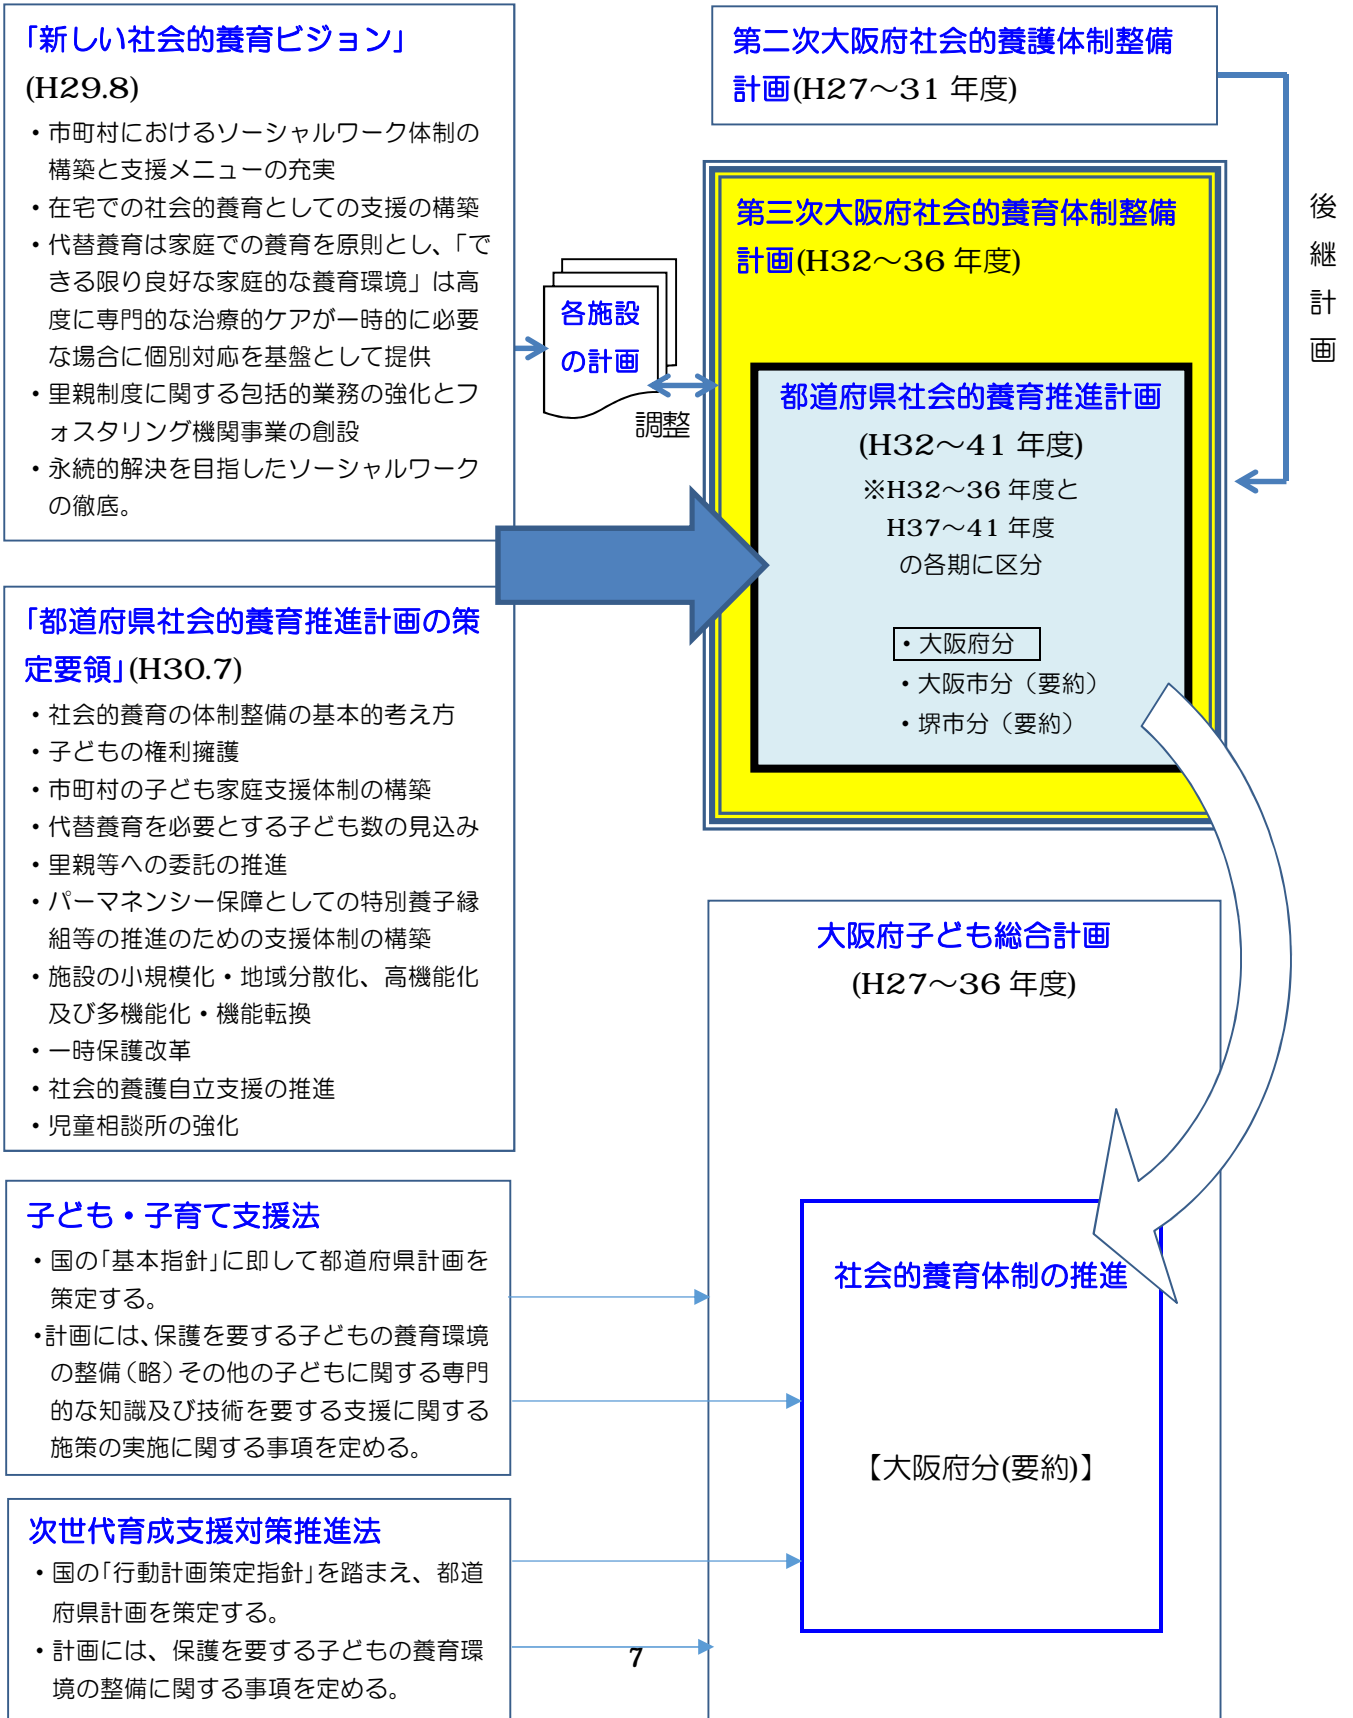 「新しい社会的養育ビジョン」
(H29.8)
・市町村におけるソーシャルワーク体制の
構築と支援メニューの充実
・在宅での社会的養育としての支援の構築
・代替養育は家庭での養育を原則とし、「で
きる限り良好な家庭的な養育環境」は高
度に専門的な治療的ケアが一時的に必要
な場合に個別対応を基盤として提供
・里親制度に関する包括的業務の強化とフ
ォスタリング機関事業の創設
・永続的解決を目指したソーシャルワーク
の徹底。
「都道府県社会的養育推進計画の策
定要領」(H30.7)
・社会的養育の体制整備の基本的考え方
・子どもの権利擁護
・市町村の子ども家庭支援体制の構築
・代替養育を必要とする子ども数の見込み
・里親等への委託の推進
・パーマネンシー保障としての特別養子縁
組等の推進のための支援体制の構築
・施設の小規模化・地域分散化、高機能化
及び多機能化・機能転換
・一時保護改革
・社会的養護自立支援の推進
・児童相談所の強化
子ども・子育て支援法
・国の「基本指針」に即して都道府県計画を
策定する。
・計画には、保護を要する子どもの養育環境
の整備（略）その他の子どもに関する専門
的な知識及び技術を要する支援に関する
施策の実施に関する事項を定める。
次世代育成支援対策推進法
・国の「行動計画策定指針」を踏まえ、都道
府県計画を策定する。
・計画には、保護を要する子どもの養育環
境の整備に関する事項を定める。
各施設
の計画
調整
第二次大阪府社会的養護体制整備
計画(H27～31 年度)
後継計画
第三次大阪府社会的養育体制整備
計画(H32～36 年度)
都道府県社会的養育推進計画
(H32～41 年度)
※H32～36 年度と
H37～41 年度
の各期に区分
・大阪府分
・大阪市分（要約）
・堺市分（要約）
大阪府子ども総合計画
(H27～36 年度)
社会的養育体制の推進
【大阪府分(要約)】
7